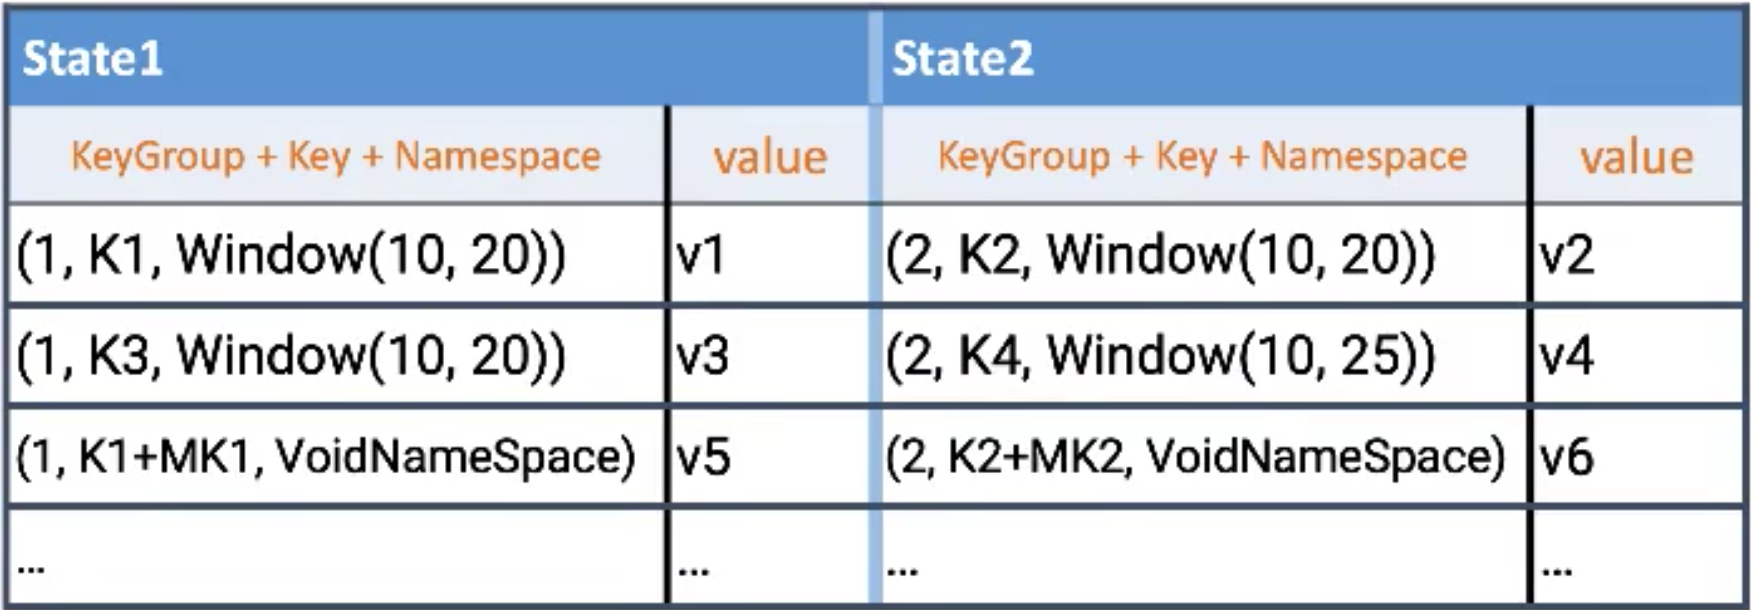 State1 State2
KeyGroup + Key + Namespace value KeyGroup + Key + Namespace value
(1, K1, Window(10, 20)) v1 (2, K2, Window(10, 20)) v2
(1, K3, Window(10, 20)) v3 (2, K4, Window(10, 25)) v4
(1, K1+MK1, VoidNameSpace) v5 (2, K2+MK2, VoidNameSpace) v6
... ... ... ...